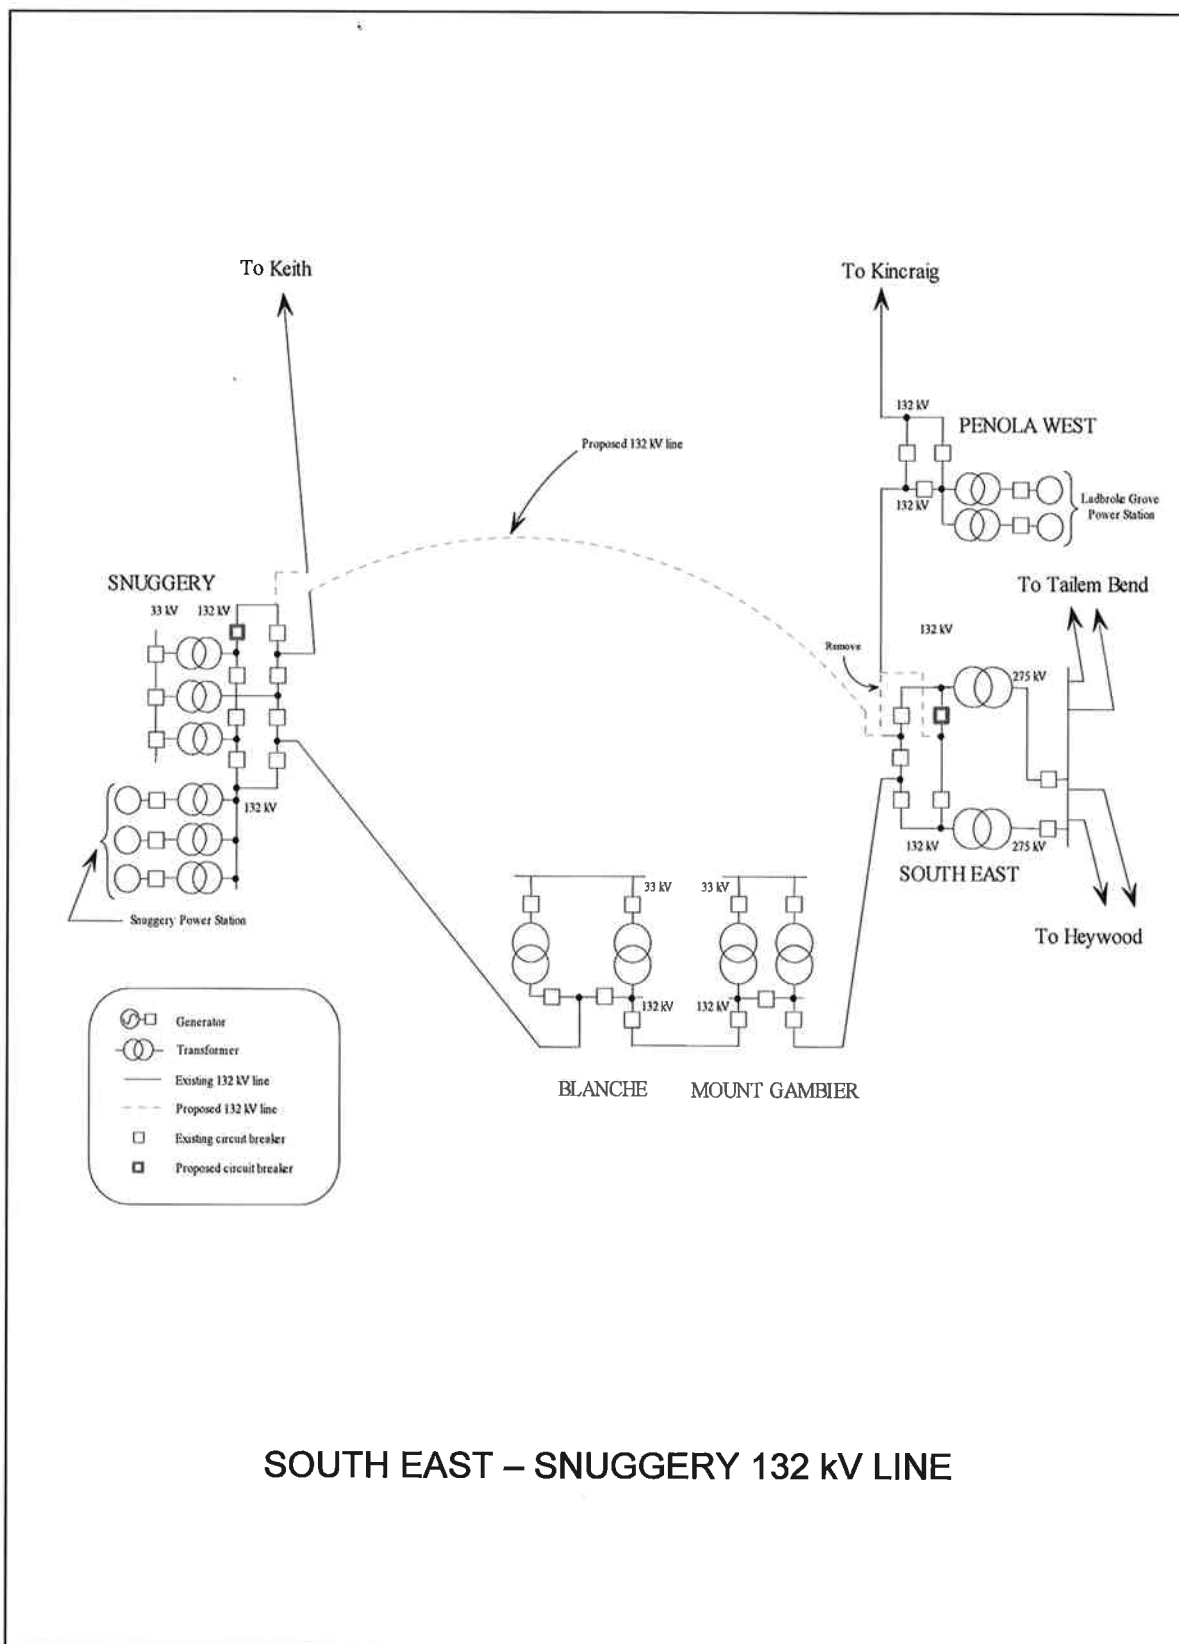 To Keith
To Kincraig
132 kV
PENOLA WEST
Proposed 132 kV line
132 kV
Ladbroke Grove
Power Station
SNUGGERY
33 kV
132 kV
To Tailem Bend
132 kV
Remove
275 kV
132 kV
132 kV
275 kV
SOUTH EAST
33 kV
33 kV
Snuggery Power Station
To Heywood
132 kV
132 kV
BLANCHE
MOUNT GAMBIER
Generator
Transformer
Existing 132 kV line
Proposed 132 kV line
Existing circuit breaker
Proposed circuit breaker
SOUTH EAST – SNUGGERY 132 kV LINE